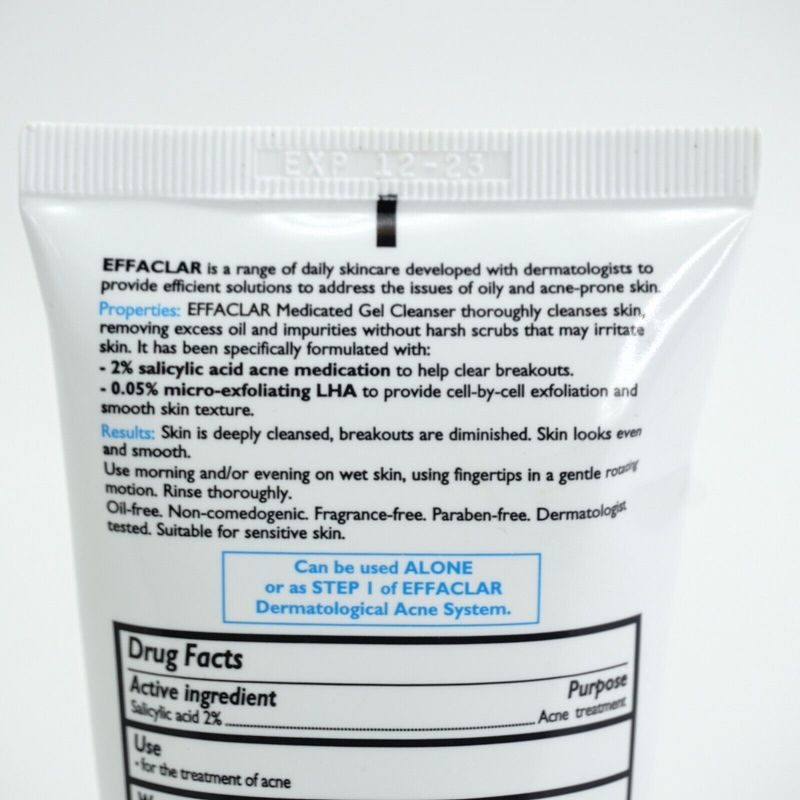 EXP 12-23
EFFACLAR is a range of daily skincare developed with dermatologists to
provide efficient solutions to address the issues of oily and acne-prone skin.
Properties: EFFACLAR Medicated Gel Cleanser thoroughly cleanses skin,
removing excess oil and impurities without harsh scrubs that may irritate
skin. It has been specifically formulated with:
- 2% salicylic acid acne medication to help clear breakouts.
- 0.05% micro-exfoliating LHA to provide cell-by-cell exfoliation and
smooth skin texture.
Results: Skin is deeply cleansed, breakouts are diminished. Skin looks even
and smooth.
Use morning and/or evening on wet skin, using fingertips in a gentle rotating
motion. Rinse thoroughly.
Oil-free. Non-comedogenic. Fragrance-free. Paraben-free. Dermatologist
tested. Suitable for sensitive skin.
Can be used ALONE
or as STEP 1 of EFFACLAR
Dermatological Acne System.
Drug Facts
Active ingredient Purpose
Salicylic acid 2% Acne treatment
Use
- for the treatment of acne